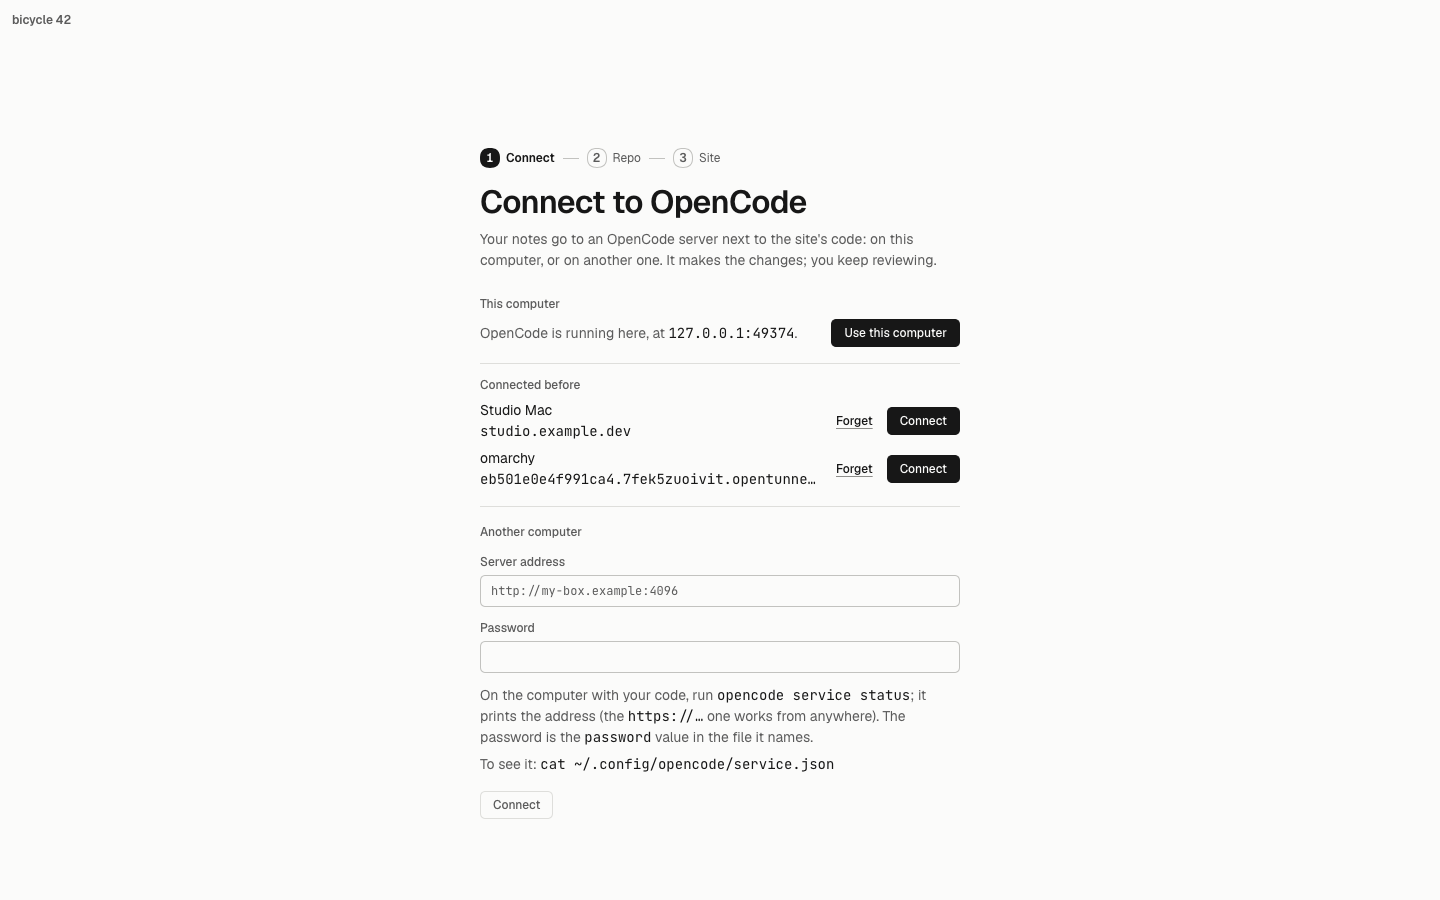 bicycle 42
1 Connect — 2 Repo — 3 Site
Connect to OpenCode
Your notes go to an OpenCode server next to the site's code: on this
computer, or on another one. It makes the changes; you keep reviewing.
This computer
OpenCode is running here, at 127.0.0.1:49374.
Use this computer
Connected before
Studio Mac
studio.example.dev
Forget
Connect
omarchy
eb501e0e4f991ca4.7fek5zuoivit.opentunne…
Forget
Connect
Another computer
Server address
http://my-box.example:4096
Password
On the computer with your code, run opencode service status; it
prints the address (the https://… one works from anywhere). The
password is the password value in the file it names.
To see it: cat ~/.config/opencode/service.json
Connect